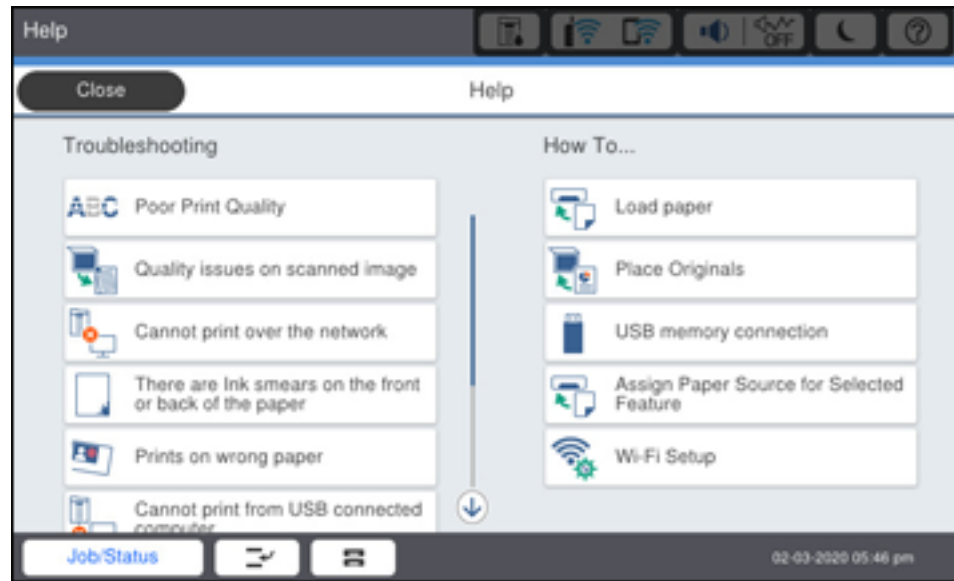 Help
OFF
Close
Help
Troubleshooting
ABC Poor Print Quality
Quality issues on scanned image
Cannot print over the network
There are Ink smears on the front
or back of the paper
Prints on wrong paper
Cannot print from USB connected
computer
How To...
Load paper
Place Originals
USB memory connection
Assign Paper Source for Selected
Feature
Wi-Fi Setup
Job/Status
02-03-2020 05:46 pm